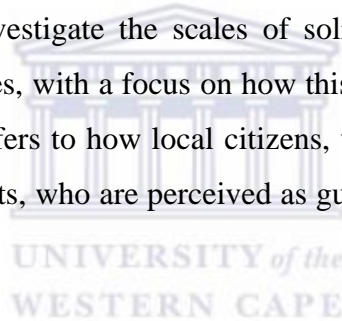 vestigate the scales of sol
es, with a focus on how this
fers to how local citizens,
ts, who are perceived as gu
UNIVERSITY of the
WESTERN CAPE